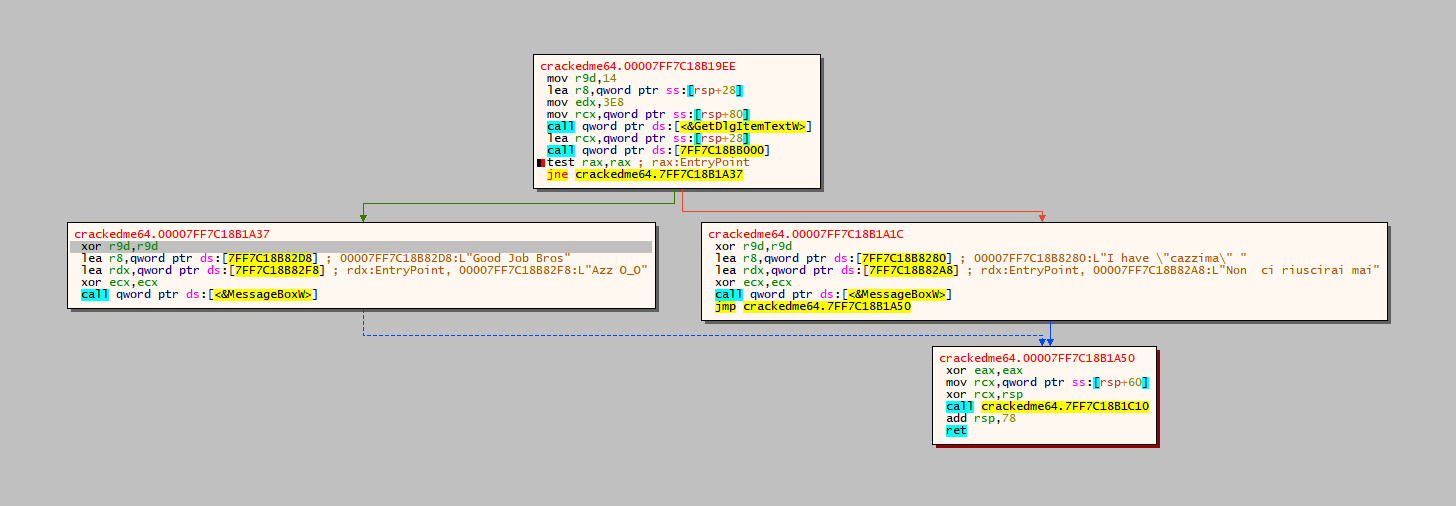 crackedme64.00007FF7C18B19EE
mov r9d,14
lea r8,qword ptr ss:[rsp+28]
mov edx,3E8
mov rcx,qword ptr ss:[rsp+80]
call qword ptr ds:[<&GetDlgItemTextW>]
lea rcx,qword ptr ss:[rsp+28]
call qword ptr ds:[7FF7C18BB000]
test rax,rax ; rax:EntryPoint
jne crackedme64.7FF7C18B1A37
crackedme64.00007FF7C18B1A37
xor r9d,r9d
lea r8,qword ptr ds:[7FF7C18B82D8] ; 00007FF7C18B82D8:L"Good Job Bros"
lea rdx,qword ptr ds:[7FF7C18B82F8] ; rdx:EntryPoint, 00007FF7C18B82F8:L"Azz O_O"
xor ecx,ecx
call qword ptr ds:[<&MessageBoxW>]
crackedme64.00007FF7C18B1A1C
xor r9d,r9d
lea r8,qword ptr ds:[7FF7C18B8280] ; 00007FF7C18B8280:L"I have \"cazzima\" "
lea rdx,qword ptr ds:[7FF7C18B82A8] ; rdx:EntryPoint, 00007FF7C18B82A8:L"Non  ci riuscirai mai"
xor ecx,ecx
call qword ptr ds:[<&MessageBoxW>]
jmp crackedme64.7FF7C18B1A50
crackedme64.00007FF7C18B1A50
xor eax,eax
mov rcx,qword ptr ss:[rsp+60]
xor rcx,rsp
call crackedme64.7FF7C18B1C10
add rsp,78
ret